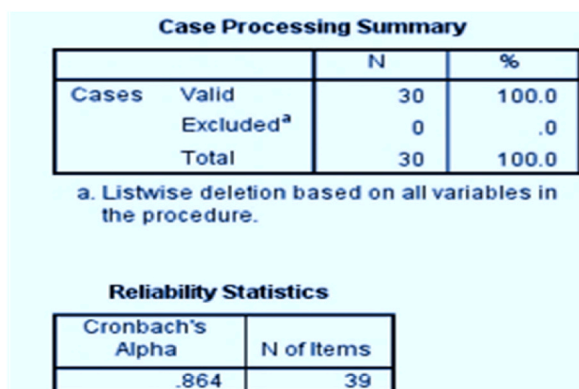 Case Processing Summary
N %
Cases Valid 30 100.0
Excludedᵃ 0 .0
Total 30 100.0
a. Listwise deletion based on all variables in
the procedure.
Reliability Statistics
Cronbach's
Alpha N of Items
.864 39